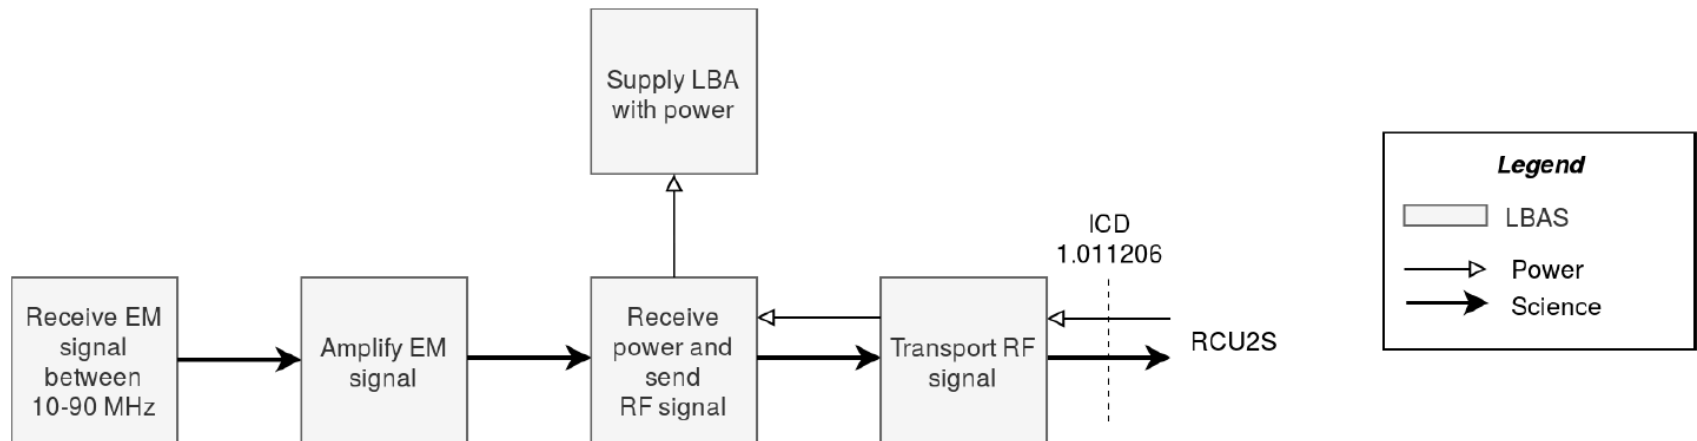 Supply LBA
with power
Receive EM
signal
between
10-90 MHz
Amplify EM
signal
Receive
power and
send
RF signal
Transport RF
signal
ICD
1.011206
RCU2S
Legend
LBAS
Power
Science